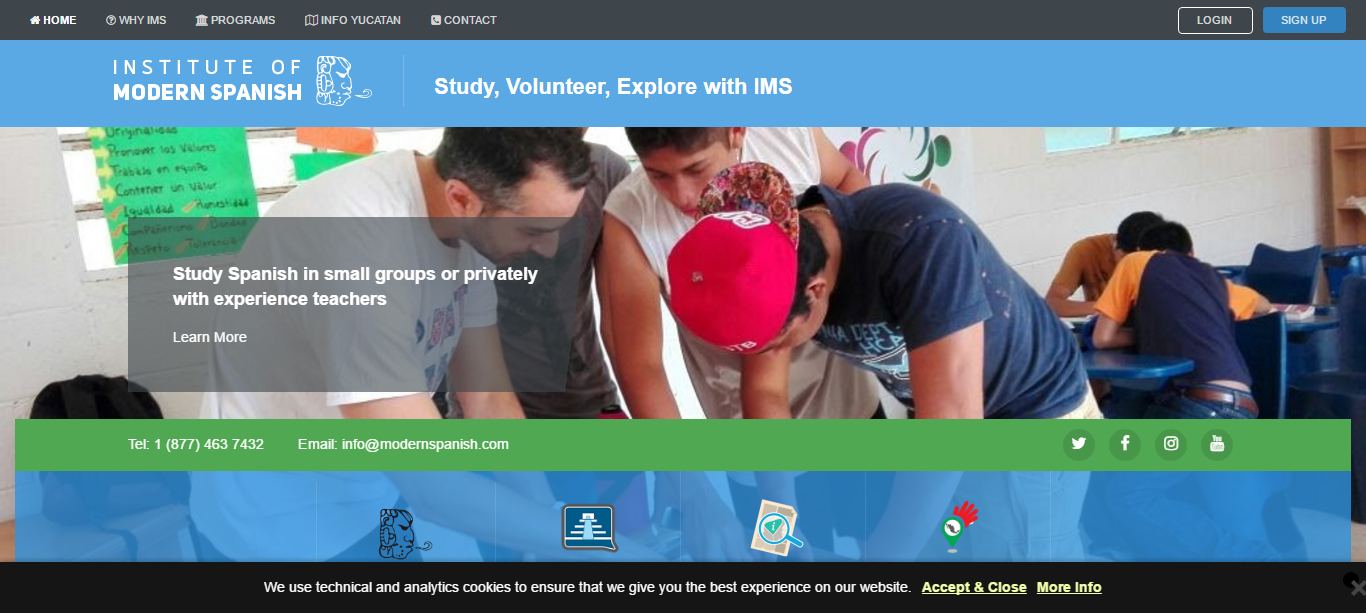 HOME WHY IMS PROGRAMS INFO YUCATAN CONTACT LOGIN SIGN UP
INSTITUTE OF
MODERN SPANISH
Study, Volunteer, Explore with IMS
Originalidad
Promover los Valores
Trabajo en equipo
Contener un Valor
Igualdad Honestidad
Compañerismo Bondad
Respeto Tolerancia
Study Spanish in small groups or privately
with experience teachers
Learn More
Tel: 1 (877) 463 7432 Email: info@modernspanish.com
You
We use technical and analytics cookies to ensure that we give you the best experience on our website. Accept & Close More Info